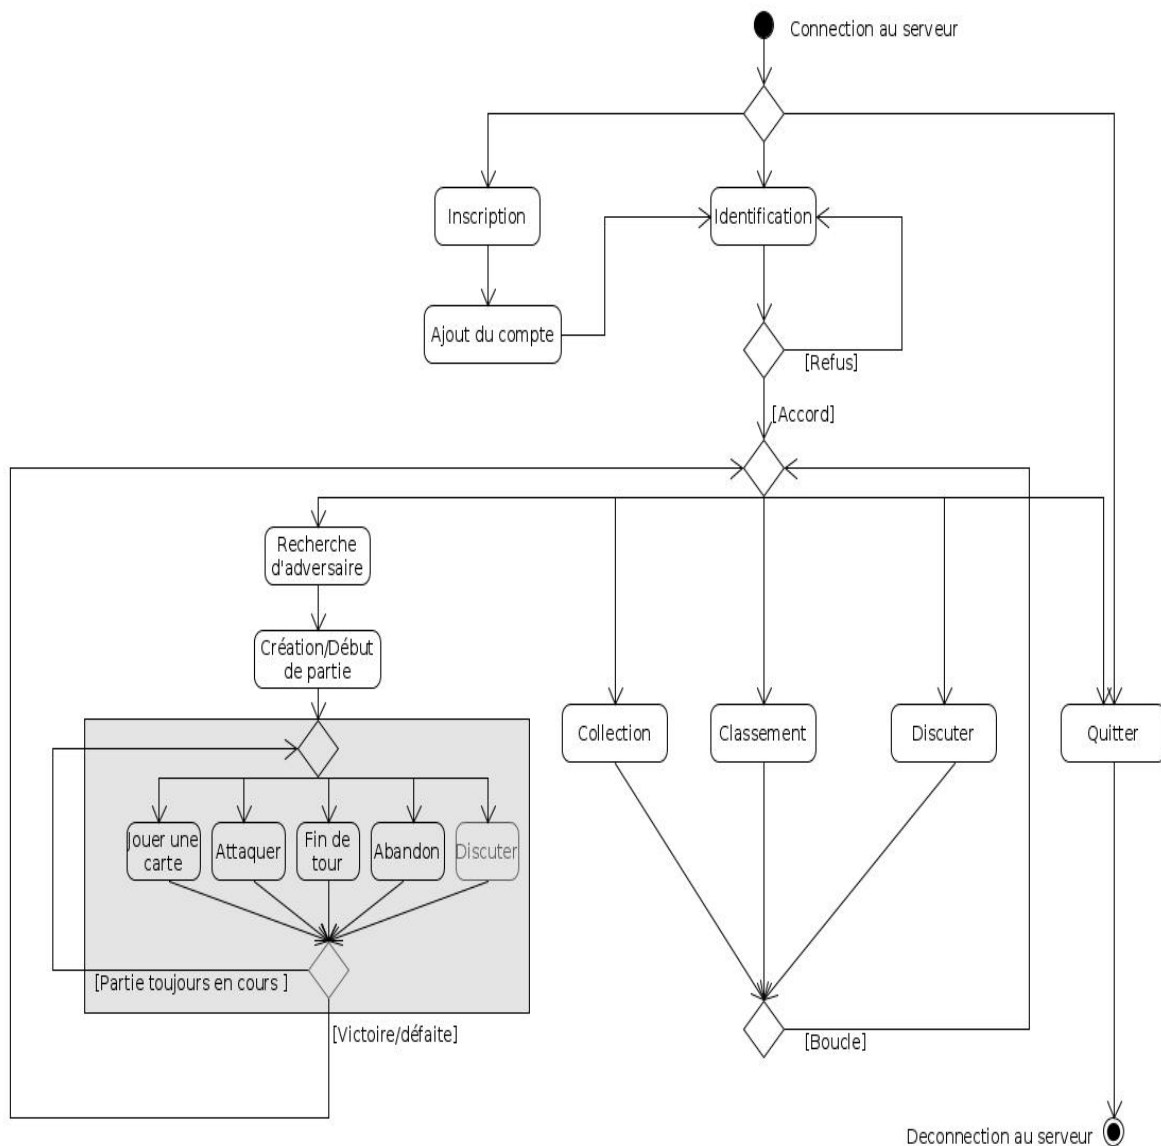 Connection au serveur
Inscription
Identification
Ajout du compte
[Refus]
[Accord]
Recherche
d'adversaire
Création/Début
de partie
Collection
Classement
Discuter
Quitter
Jouer une
carte
Attaquer
Fin de
tour
Abandon
Discuter
[Partie toujours en cours ]
[Victoire/défaite]
[Boucle]
Deconnection au serveur